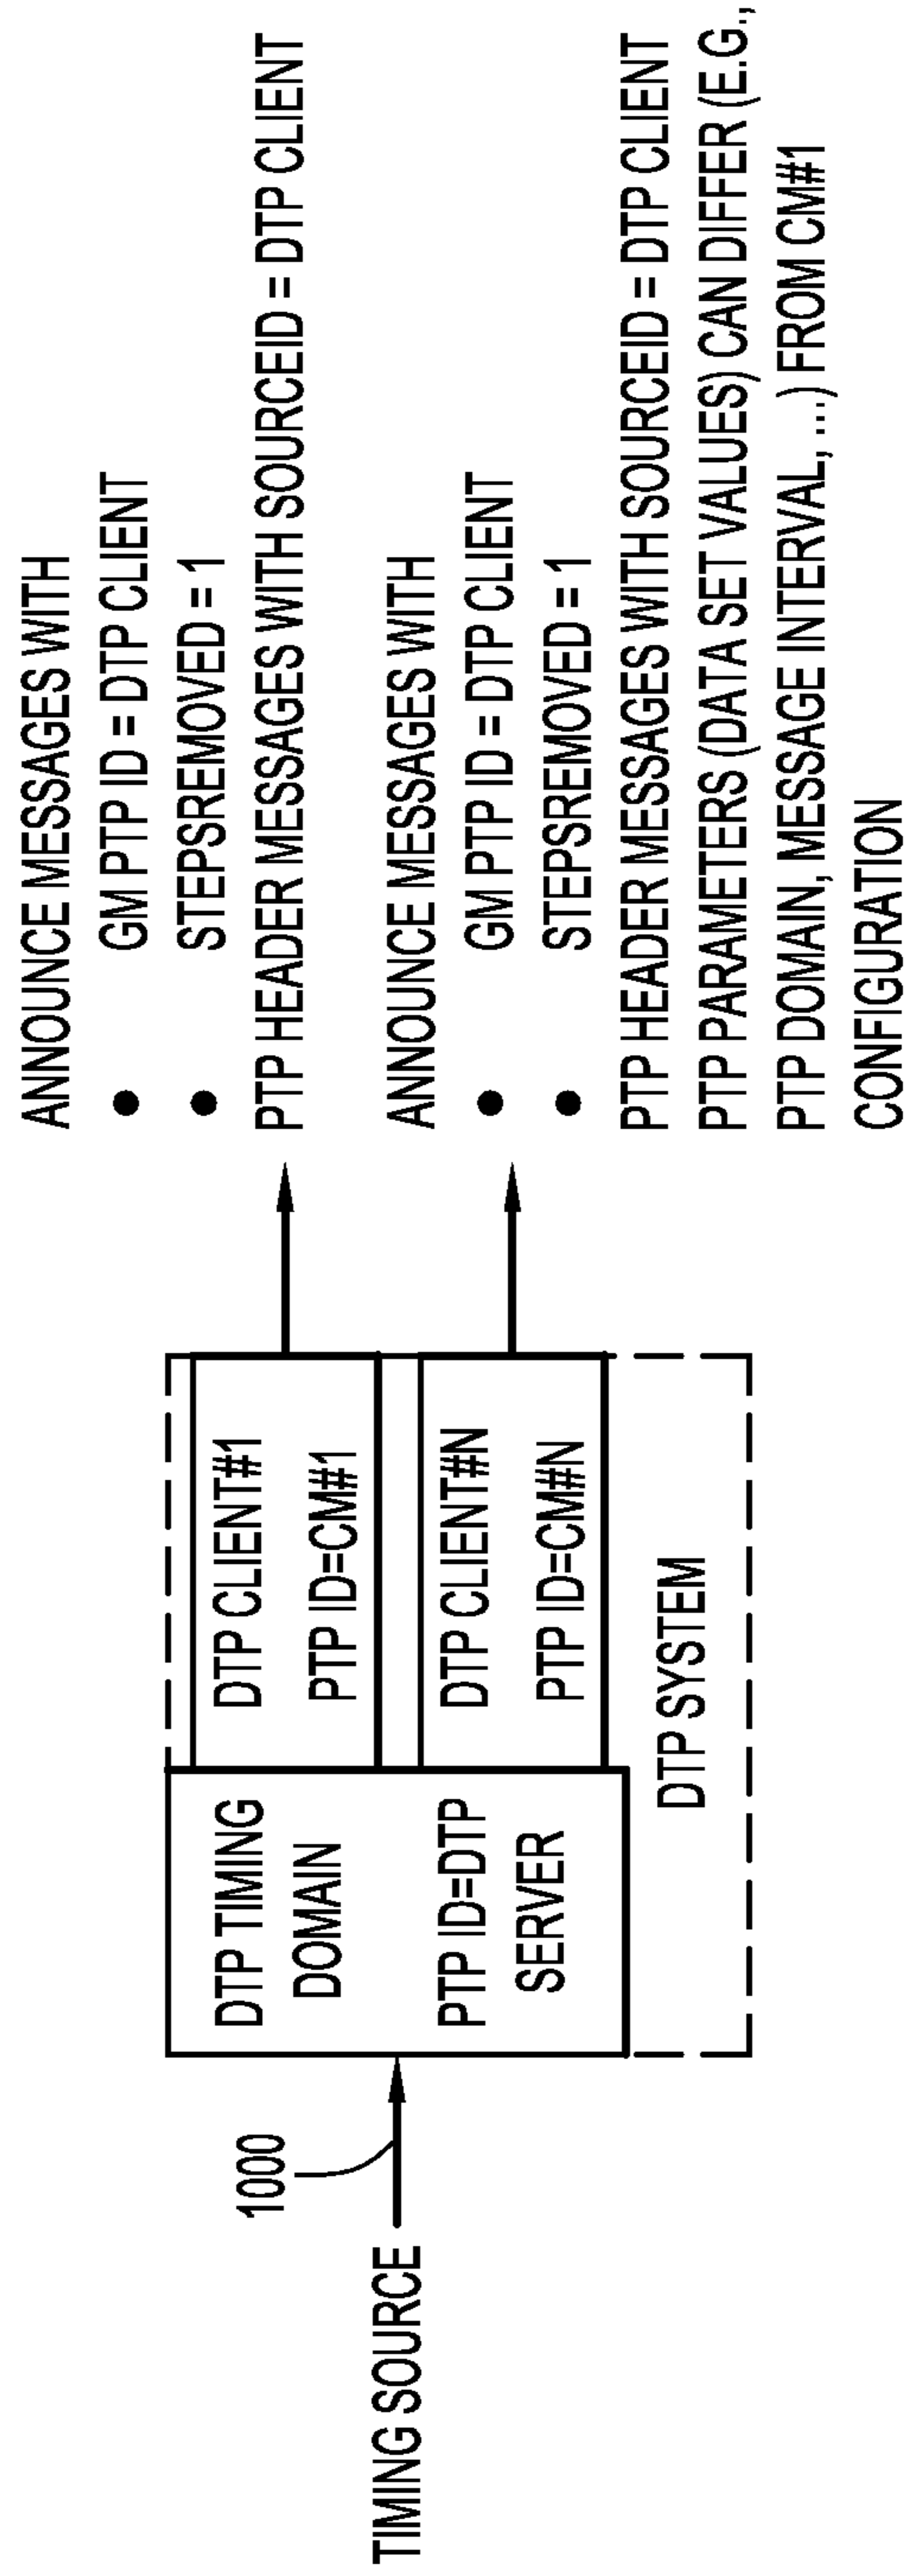 TIMING SOURCE
1000
DTP TIMING
DOMAIN
PTP ID=DTP
SERVER
DTP CLIENT#1
PTP ID=CM#1
DTP CLIENT#N
PTP ID=CM#N
DTP SYSTEM
ANNOUNCE MESSAGES WITH
● GM PTP ID = DTP CLIENT
● STEPSREMOVED = 1
PTP HEADER MESSAGES WITH SOURCEID = DTP CLIENT
ANNOUNCE MESSAGES WITH
● GM PTP ID = DTP CLIENT
● STEPSREMOVED = 1
PTP HEADER MESSAGES WITH SOURCEID = DTP CLIENT
PTP PARAMETERS (DATA SET VALUES) CAN DIFFER (E.G.,
PTP DOMAIN, MESSAGE INTERVAL, ...) FROM CM#1
CONFIGURATION